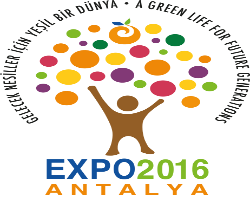 GELECEK NESİLLER İÇİN YEŞİL BİR DÜNYA • A GREEN LIFE FOR FUTURE GENERATIONS
EXPO2016
ANTALYA